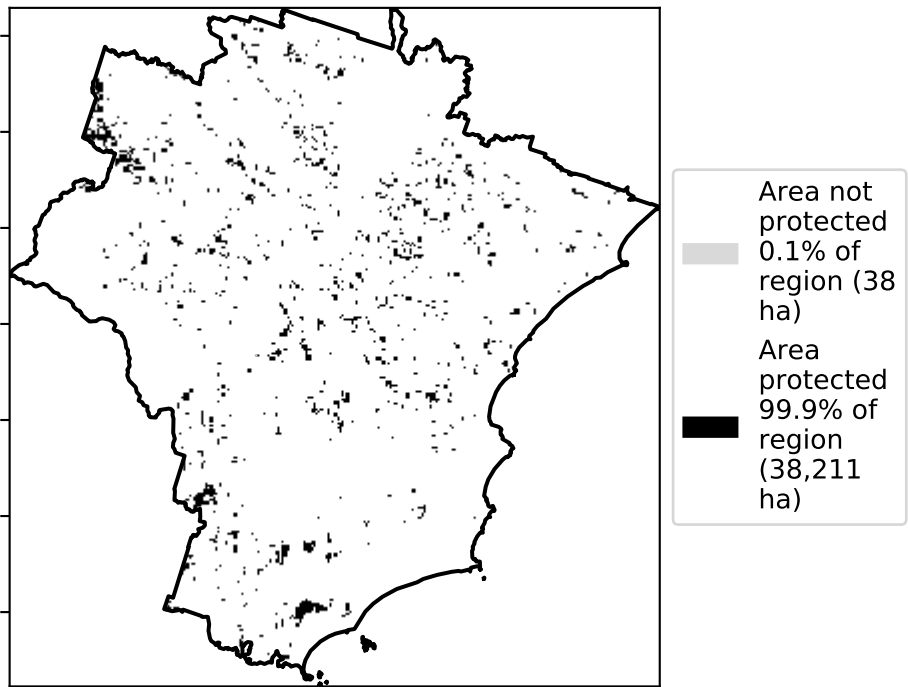 Area not
protected
0.1% of
region (38
ha)
Area
protected
99.9% of
region
(38,211
ha)